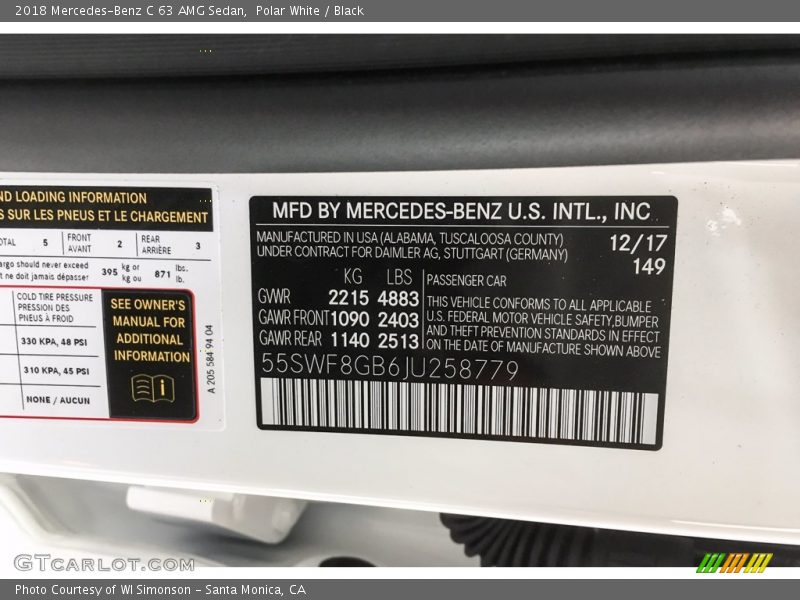 2018 Mercedes-Benz C 63 AMG Sedan, Polar White / Black
ND LOADING INFORMATION
S SUR LES PNEUS ET LE CHARGEMENT
OTAL 5 FRONT AVANT 2 REAR ARRIÈRE 3
argo should never exceed
nt ne doit jamais dépasser
395 kg or kg ou 871 lbs. lb.
COLD TIRE PRESSURE
PRESSION DES
PNEUS À FROID
330 KPA, 48 PSI
310 KPA, 45 PSI
NONE / AUCUN
SEE OWNER'S
MANUAL FOR
ADDITIONAL
INFORMATION
A 205 584 94 04
MFD BY MERCEDES-BENZ U.S. INTL., INC
MANUFACTURED IN USA (ALABAMA, TUSCALOOSA COUNTY) 12/17
UNDER CONTRACT FOR DAIMLER AG, STUTTGART (GERMANY) 149
KG LBS
GWR 2215 4883
GAWR FRONT 1090 2403
GAWR REAR 1140 2513
PASSENGER CAR
THIS VEHICLE CONFORMS TO ALL APPLICABLE
U.S. FEDERAL MOTOR VEHICLE SAFETY, BUMPER
AND THEFT PREVENTION STANDARDS IN EFFECT
ON THE DATE OF MANUFACTURE SHOWN ABOVE
55SWF8GB6JU258779
GTCARLOT.COM
Photo Courtesy of WI Simonson - Santa Monica, CA